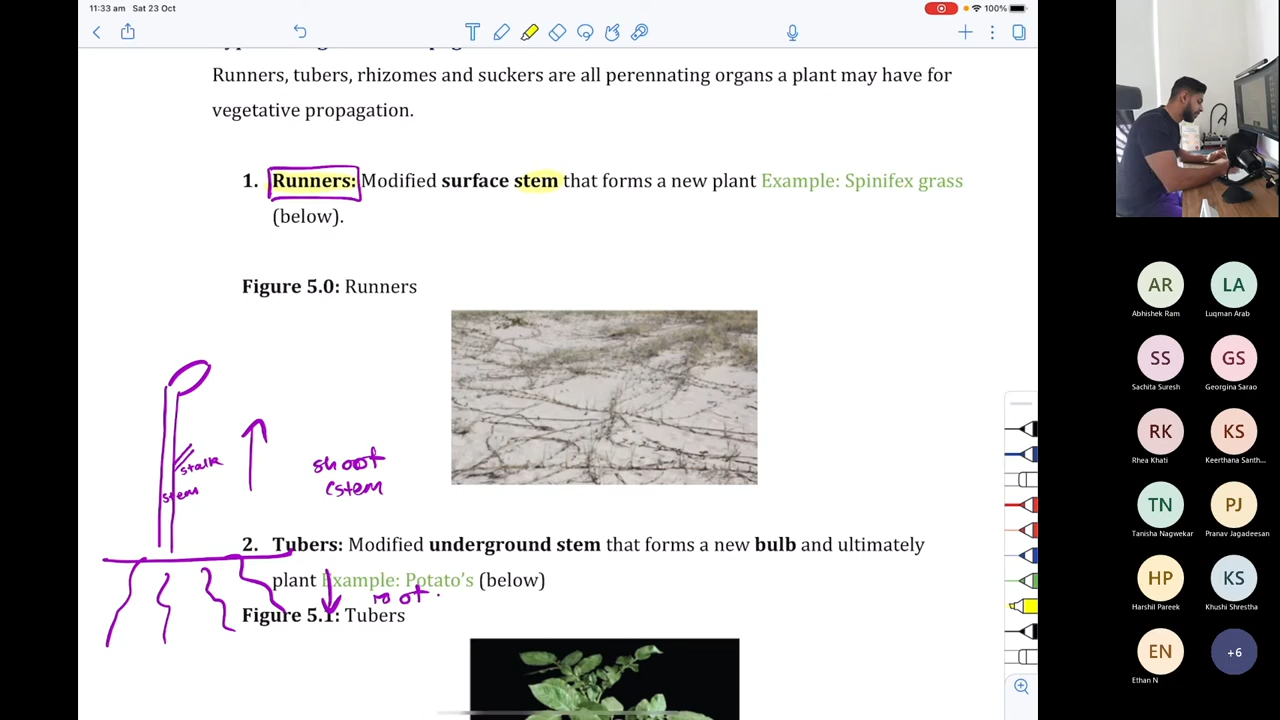 11:33 am Sat 23 Oct
100%
Runners, tubers, rhizomes and suckers are all perennating organs a plant may have for
vegetative propagation.
1. Runners: Modified surface stem that forms a new plant Example: Spinifex grass
(below).
Figure 5.0: Runners
stalk
stem
shoot
(stem
2. Tubers: Modified underground stem that forms a new bulb and ultimately
plant Example: Potato's (below)
root.
Figure 5.1: Tubers
AR
LA
Abhishek Ram
Luqman Arab
SS
GS
Sachita Suresh
Georgina Sarao
RK
KS
Rhea Khati
Keerthana Santh...
TN
PJ
Tanisha Nagwekar
Pranav Jagadeesan
HP
KS
Harshil Pareek
Khushi Shrestha
EN
+6
Ethan N